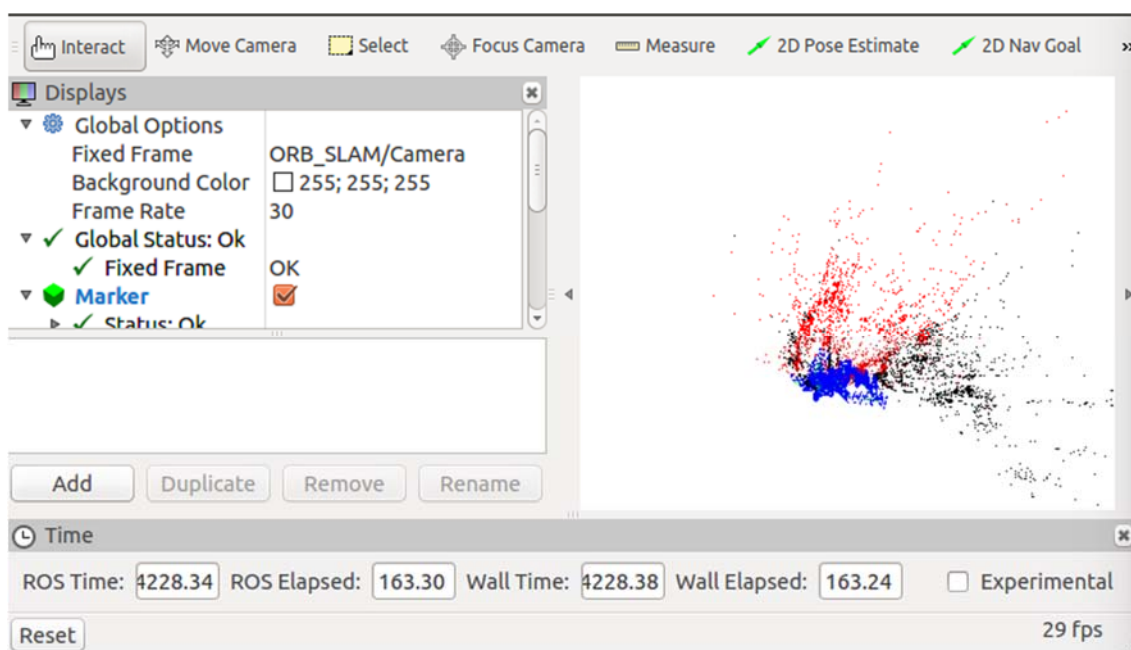 Interact Move Camera Select Focus Camera Measure 2D Pose Estimate 2D Nav Goal »
Displays
Global Options
Fixed Frame ORB_SLAM/Camera
Background Color 255; 255; 255
Frame Rate 30
Global Status: Ok
Fixed Frame OK
Marker
Status: Ok
Add Duplicate Remove Rename
Time
ROS Time: 4228.34 ROS Elapsed: 163.30 Wall Time: 4228.38 Wall Elapsed: 163.24 Experimental
Reset 29 fps